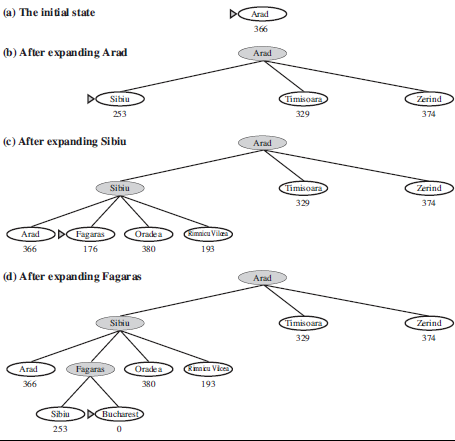 (a) The initial state
Arad
366
(b) After expanding Arad
Arad
Sibiu Timisoara Zerind
253 329 374
(c) After expanding Sibiu
Arad
Sibiu Timisoara Zerind
329 374
Arad Fagaras Oradea Rimnicu Vilcea
366 176 380 193
(d) After expanding Fagaras
Arad
Sibiu Timisoara Zerind
329 374
Arad Fagaras Oradea Rimnicu Vilcea
366 380 193
Sibiu Bucharest
253 0